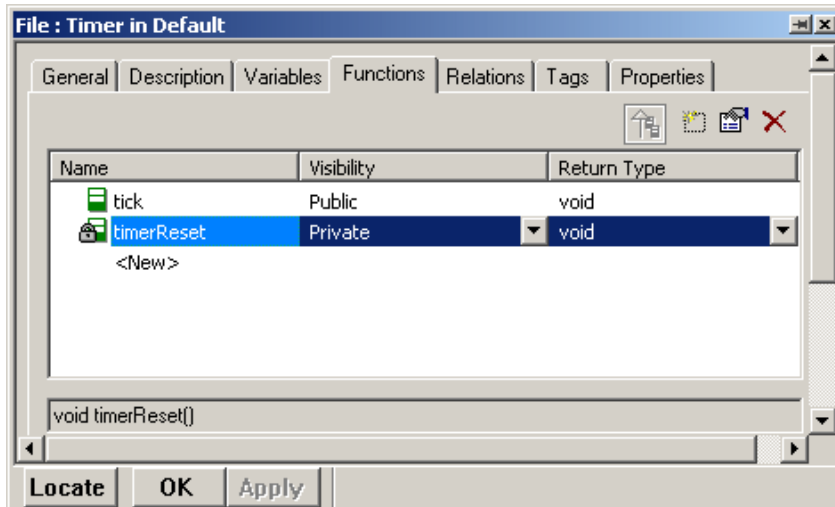 File : Timer in Default
General Description Variables Functions Relations Tags Properties
Name Visibility Return Type
tick Public void
timerReset Private void
<New>
void timerReset()
Locate OK Apply